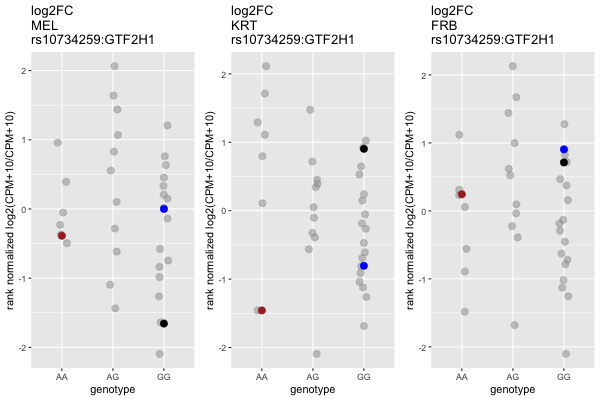 log2FC
MEL
rs10734259:GTF2H1
rank normalized log2(CPM+10/CPM+10)
2
1
0
-1
-2
AA
AG
GG
genotype
log2FC
KRT
rs10734259:GTF2H1
rank normalized log2(CPM+10/CPM+10)
2
1
0
-1
-2
AA
AG
GG
genotype
log2FC
FRB
rs10734259:GTF2H1
rank normalized log2(CPM+10/CPM+10)
2
1
0
-1
-2
AA
AG
GG
genotype